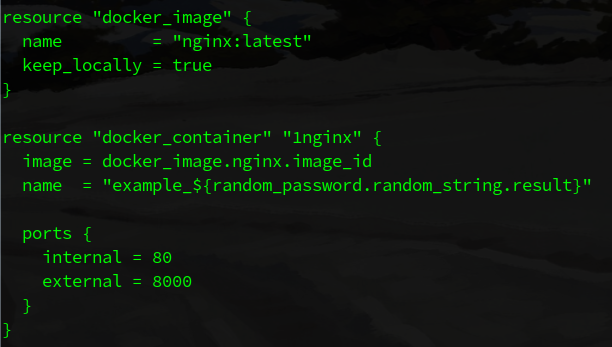 resource "docker_image" {
  name         = "nginx:latest"
  keep_locally = true
}

resource "docker_container" "1nginx" {
  image = docker_image.nginx.image_id
  name  = "example_${random_password.random_string.result}"

  ports {
    internal = 80
    external = 8000
  }
}